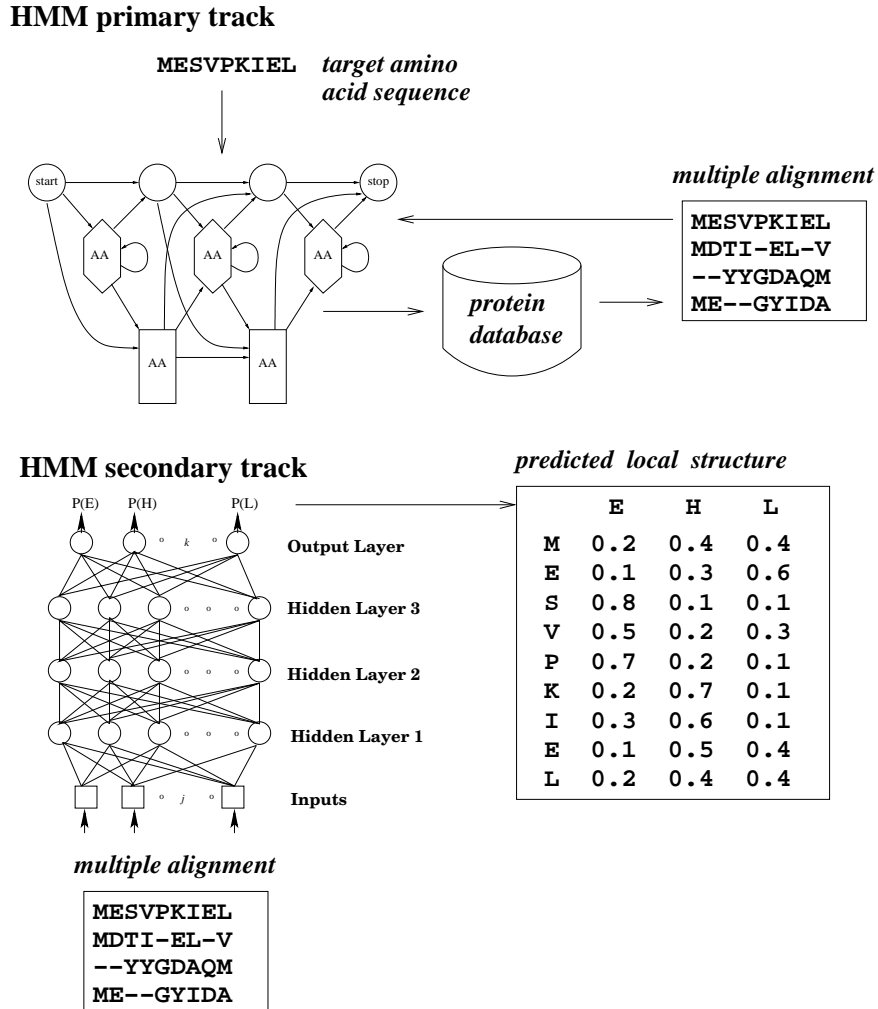 HMM primary track
MESVPKIEL target amino
acid sequence
start
stop
AA
AA
AA
AA
AA
protein
database
multiple alignment
MESVPKIEL
MDTI-EL-V
--YYGDAQM
ME--GYIDA
HMM secondary track
P(E) P(H) P(L)
o k o
Output Layer
o o o
Hidden Layer 3
o o o
Hidden Layer 2
o o o
Hidden Layer 1
o j o
Inputs
multiple alignment
MESVPKIEL
MDTI-EL-V
--YYGDAQM
ME--GYIDA
predicted local structure
E H L
M 0.2 0.4 0.4
E 0.1 0.3 0.6
S 0.8 0.1 0.1
V 0.5 0.2 0.3
P 0.7 0.2 0.1
K 0.2 0.7 0.1
I 0.3 0.6 0.1
E 0.1 0.5 0.4
L 0.2 0.4 0.4